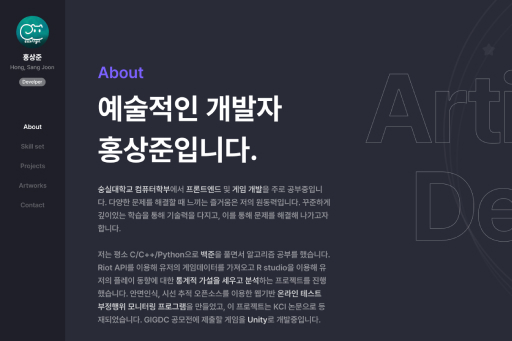 홍상준
Hong, Sang Joon
Developer
About
Skill set
Projects
Artworks
Contact
About
예술적인 개발자
홍상준입니다.
숭실대학교 컴퓨터학부에서 프론트엔드 및 게임 개발을 주로 공부중입니
다. 다양한 문제를 해결할 때 느끼는 즐거움은 저의 원동력입니다. 꾸준하게
깊이있는 학습을 통해 기술력을 다지고, 이를 통해 문제를 해결해 나가고자
합니다.
저는 평소 C/C++/Python으로 백준을 풀면서 알고리즘 공부를 했습니다.
Riot API를 이용해 유저의 게임데이터를 가져오고 R studio을 이용해 유
저의 플레이 동향에 대한 통계적 가설을 세우고 분석하는 프로젝트를 진행
했습니다. 안면인식, 시선 추적 오픈소스를 이용한 웹기반 온라인 테스트
부정행위 모니터링 프로그램을 만들었고, 이 프로젝트는 KCI 논문으로 등
재되었습니다. GIGDC 공모전에 제출할 게임을 Unity로 개발중입니다.
Arti
De